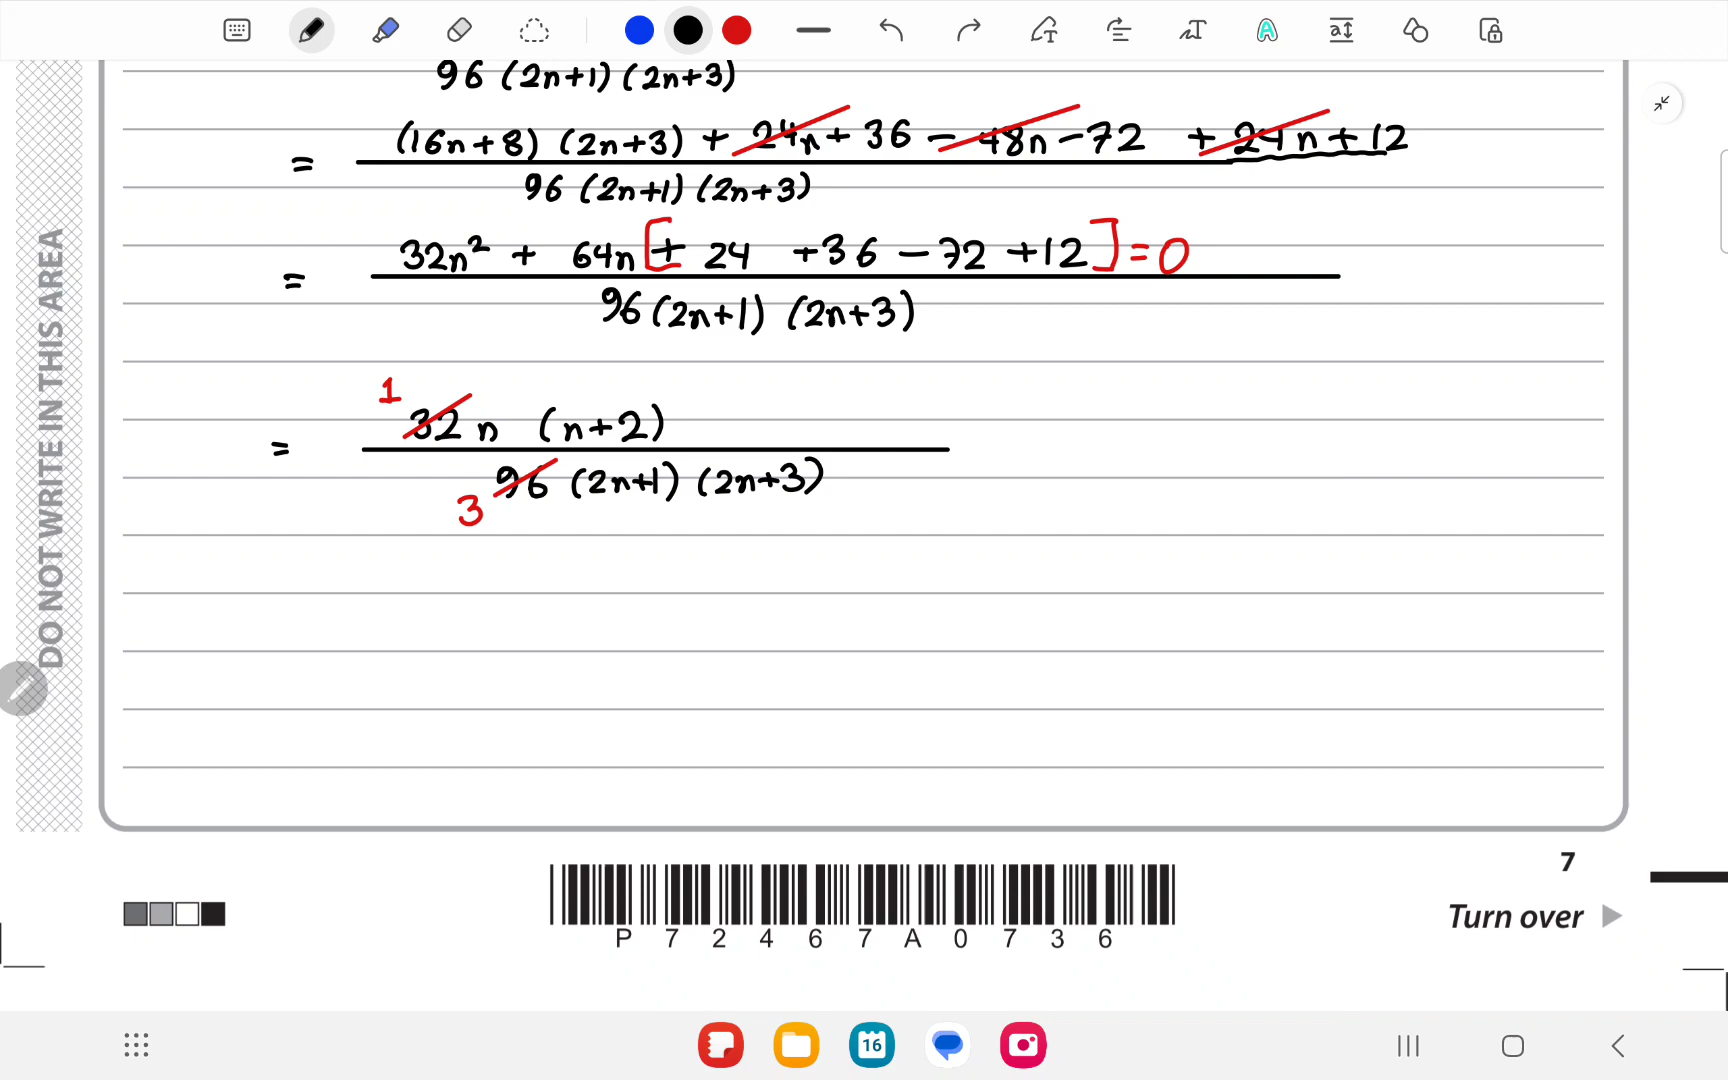 96 (2n+1) (2n+3)
= (16n+8) (2n+3) + 24n + 36 - 48n - 72 + 24n + 12
96 (2n+1) (2n+3)
= 32n² + 64n [+ 24 + 36 - 72 + 12] = 0
96 (2n+1) (2n+3)
1
= 32n (n+2)
96 (2n+1) (2n+3)
3
DO NOT WRITE IN THIS AREA
7
Turn over
P 7 2 4 6 7 A 0 7 3 6
16